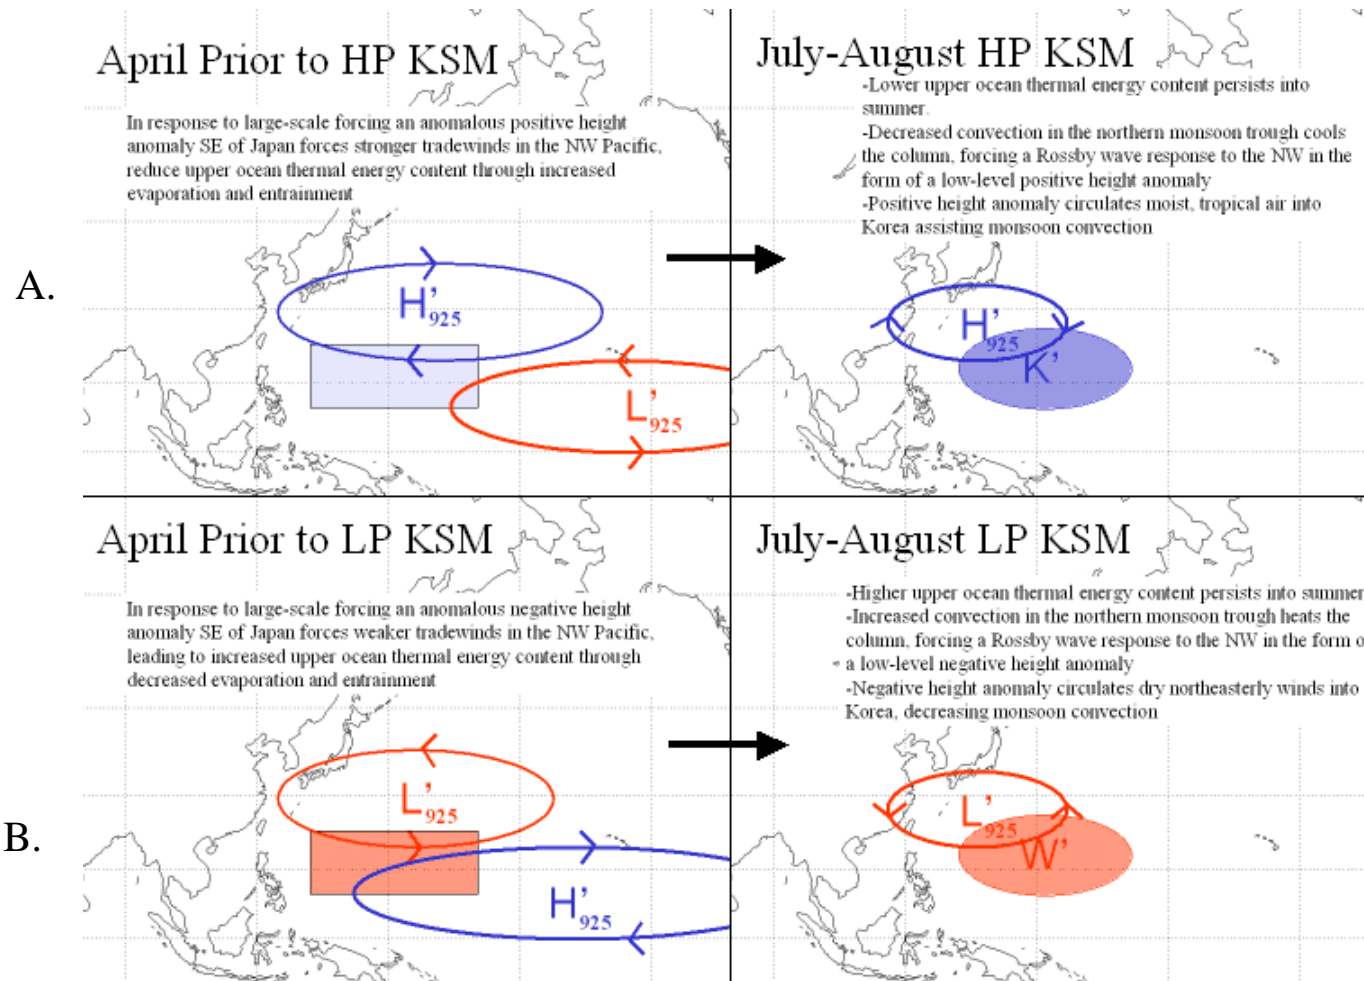 A.
April Prior to HP KSM
In response to large-scale forcing an anomalous positive height
anomaly SE of Japan forces stronger tradewinds in the NW Pacific,
reduce upper ocean thermal energy content through increased
evaporation and entrainment
H'925
L'925
July-August HP KSM
-Lower upper ocean thermal energy content persists into
summer.
-Decreased convection in the northern monsoon trough cools
the column, forcing a Rossby wave response to the NW in the
form of a low-level positive height anomaly
-Positive height anomaly circulates moist, tropical air into
Korea assisting monsoon convection
H'925
K'
B.
April Prior to LP KSM
In response to large-scale forcing an anomalous negative height
anomaly SE of Japan forces weaker tradewinds in the NW Pacific,
leading to increased upper ocean thermal energy content through
decreased evaporation and entrainment
L'925
H'925
July-August LP KSM
-Higher upper ocean thermal energy content persists into summer
-Increased convection in the northern monsoon trough heats the
column, forcing a Rossby wave response to the NW in the form o
a low-level negative height anomaly
-Negative height anomaly circulates dry northeasterly winds into
Korea, decreasing monsoon convection
L'925
W'